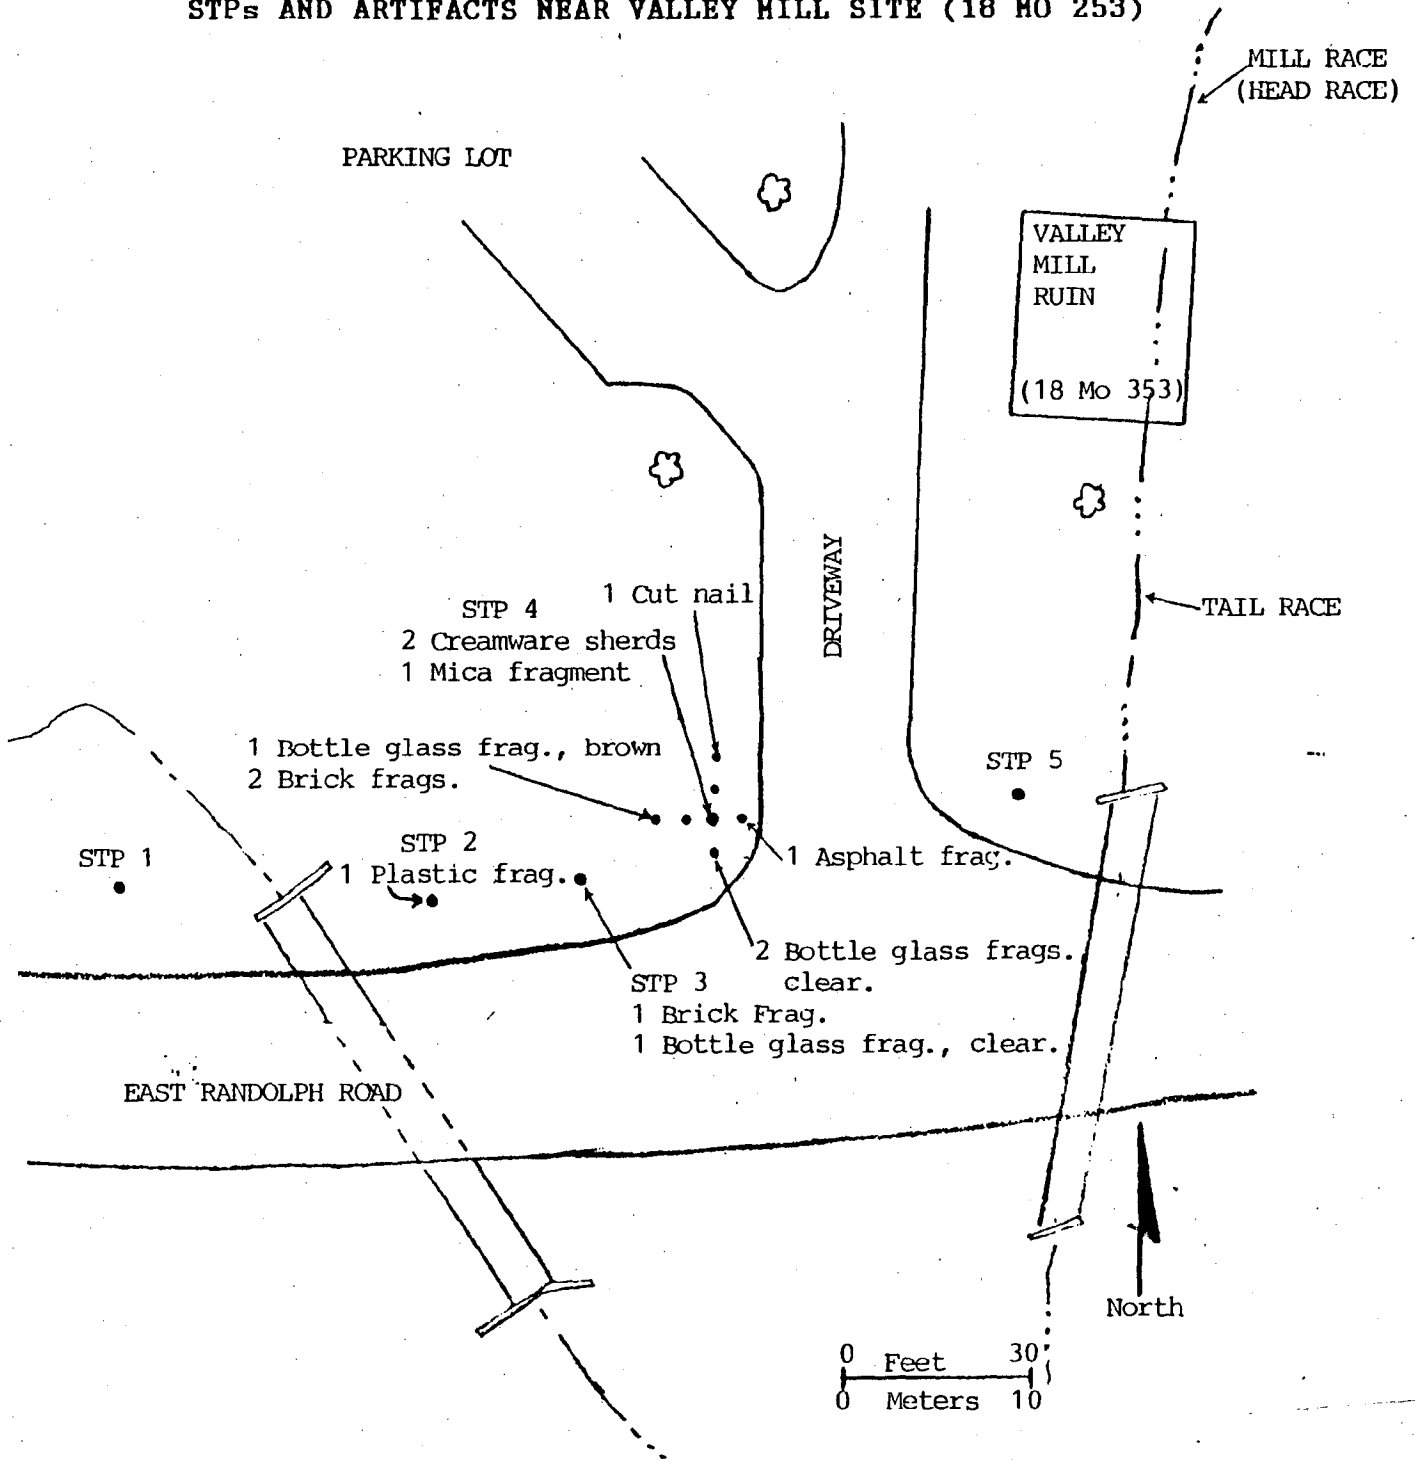 STPs AND ARTIFACTS NEAR VALLEY MILL SITE (18 MO 253)
MILL RACE
(HEAD RACE)
PARKING LOT
VALLEY
MILL
RUIN
(18 Mo 353)
DRIVEWAY
TAIL RACE
1 Cut nail
STP 4
2 Creamware sherds
1 Mica fragment
1 Bottle glass frag., brown
2 Brick frags.
STP 5
STP 1
STP 2
1 Plastic frag.
1 Asphalt frag.
2 Bottle glass frags.
clear.
STP 3
1 Brick Frag.
1 Bottle glass frag., clear.
EAST RANDOLPH ROAD
North
0 Feet 30
0 Meters 10